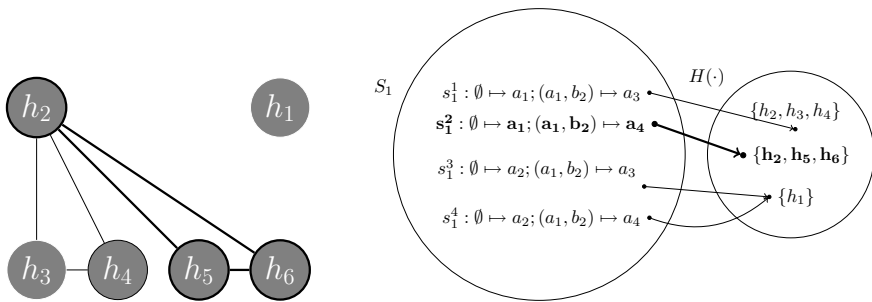 h₂
h₁
h₃ h₄ h₅ h₆
S₁
H(·)
s₁¹ : ∅ ↦ a₁; (a₁, b₂) ↦ a₃
s₁² : ∅ ↦ a₁; (a₁, b₂) ↦ a₄
s₁³ : ∅ ↦ a₂; (a₁, b₂) ↦ a₃
s₁⁴ : ∅ ↦ a₂; (a₁, b₂) ↦ a₄
{h₂, h₃, h₄}
{h₂, h₅, h₆}
{h₁}